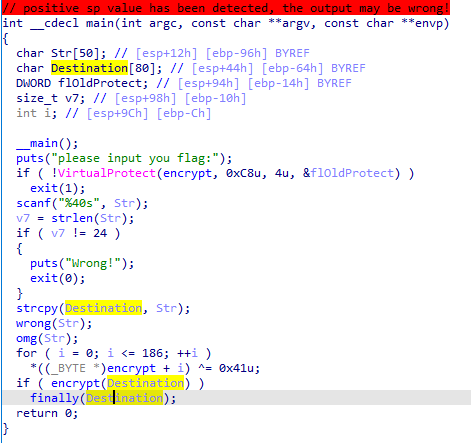 // positive sp value has been detected, the output may be wrong!
int __cdecl main(int argc, const char **argv, const char **envp)
{
  char Str[50]; // [esp+12h] [ebp-96h] BYREF
  char Destination[80]; // [esp+44h] [ebp-64h] BYREF
  DWORD flOldProtect; // [esp+94h] [ebp-14h] BYREF
  size_t v7; // [esp+98h] [ebp-10h]
  int i; // [esp+9Ch] [ebp-Ch]

  __main();
  puts("please input you flag:");
  if ( !VirtualProtect(encrypt, 0xC8u, 4u, &flOldProtect) )
    exit(1);
  scanf("%40s", Str);
  v7 = strlen(Str);
  if ( v7 != 24 )
  {
    puts("Wrong!");
    exit(0);
  }
  strcpy(Destination, Str);
  wrong(Str);
  omg(Str);
  for ( i = 0; i <= 186; ++i )
    *((_BYTE *)encrypt + i) ^= 0x41u;
  if ( encrypt(Destination) )
    finally(Destination);
  return 0;
}